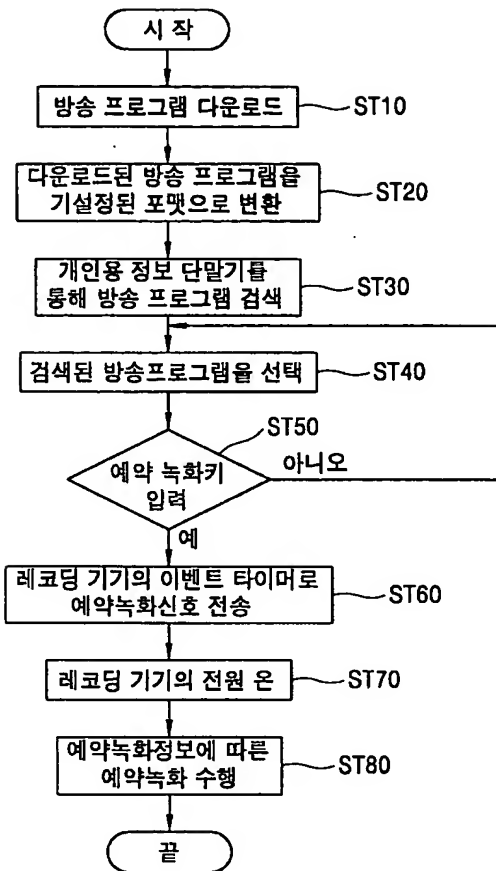 시 작
방송 프로그램 다운로드
ST10
다운로드된 방송 프로그램을
기설정된 포맷으로 변환
ST20
개인용 정보 단말기를
통해 방송 프로그램 검색
ST30
검색된 방송프로그램을 선택
ST40
ST50
예약 녹화키
입력
아니오
예
레코딩 기기의 이벤트 타이머로
예약녹화신호 전송
ST60
레코딩 기기의 전원 온
ST70
예약녹화정보에 따른
예약녹화 수행
ST80
끝